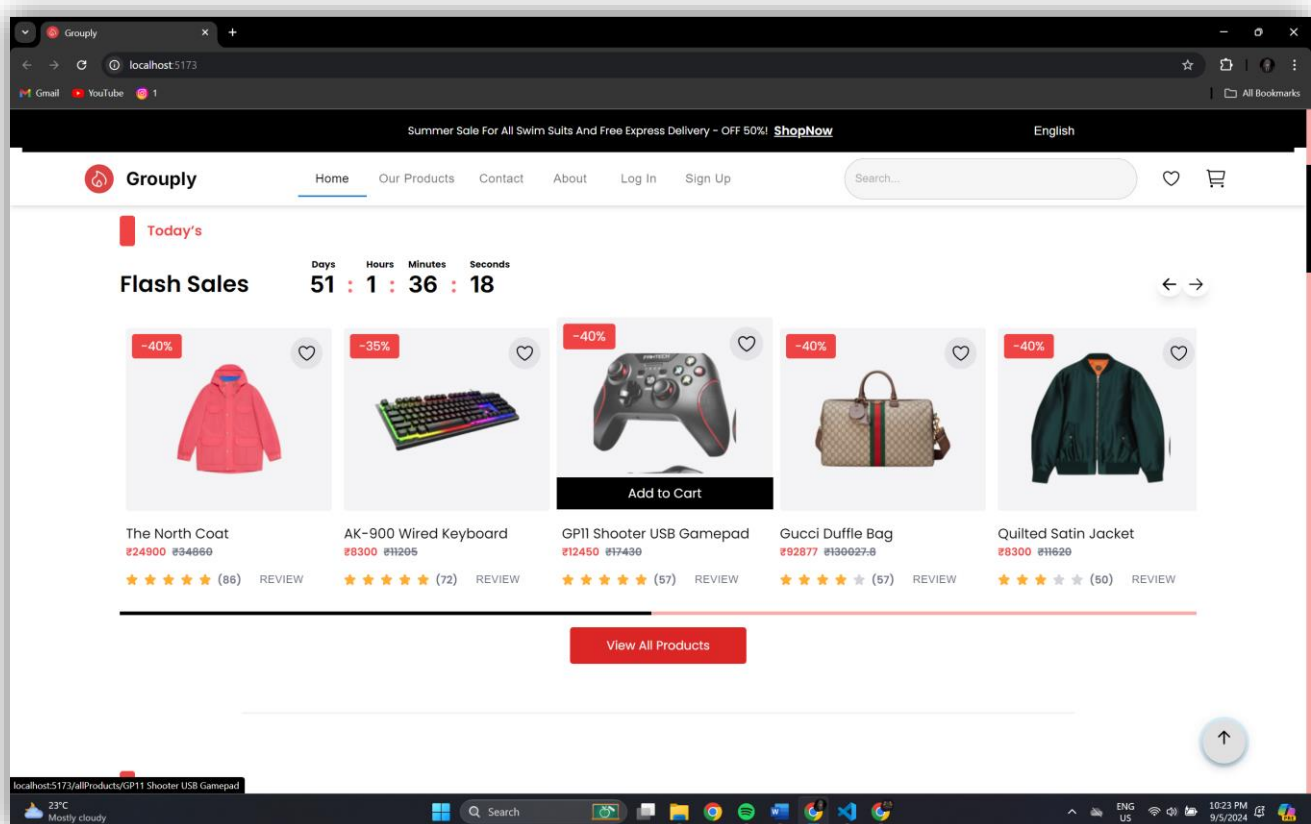 Grouply
localhost:5173
Gmail YouTube 1 All Bookmarks
Summer Sale For All Swim Suits And Free Express Delivery - OFF 50%! ShopNow English
Grouply Home Our Products Contact About Log In Sign Up Search...
Today's
Days Hours Minutes Seconds
Flash Sales 51 : 1 : 36 : 18
-40% -35% -40% -40% -40%
Add to Cart
The North Coat AK-900 Wired Keyboard GP11 Shooter USB Gamepad Gucci Duffle Bag Quilted Satin Jacket
₹24900 ₹34860 ₹8300 ₹11205 ₹12450 ₹17430 ₹92877 ₹130027.8 ₹8300 ₹11620
(86) REVIEW (72) REVIEW (57) REVIEW (57) REVIEW (50) REVIEW
View All Products
localhost:5173/allProducts/GP11 Shooter USB Gamepad
23°C
Mostly cloudy
Search
ENG
US
10:23 PM
9/5/2024